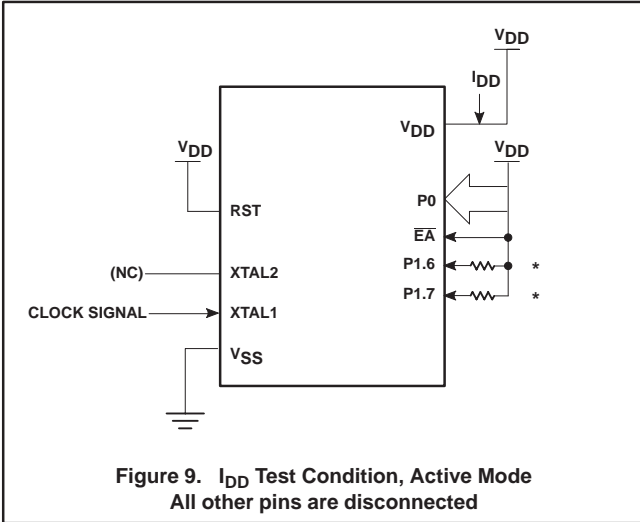 VDD
IDD
VDD
VDD
VDD
P0
RST
EA
(NC)
XTAL2
P1.6
*
P1.7
*
CLOCK SIGNAL
XTAL1
VSS
Figure 9. IDD Test Condition, Active Mode
All other pins are disconnected